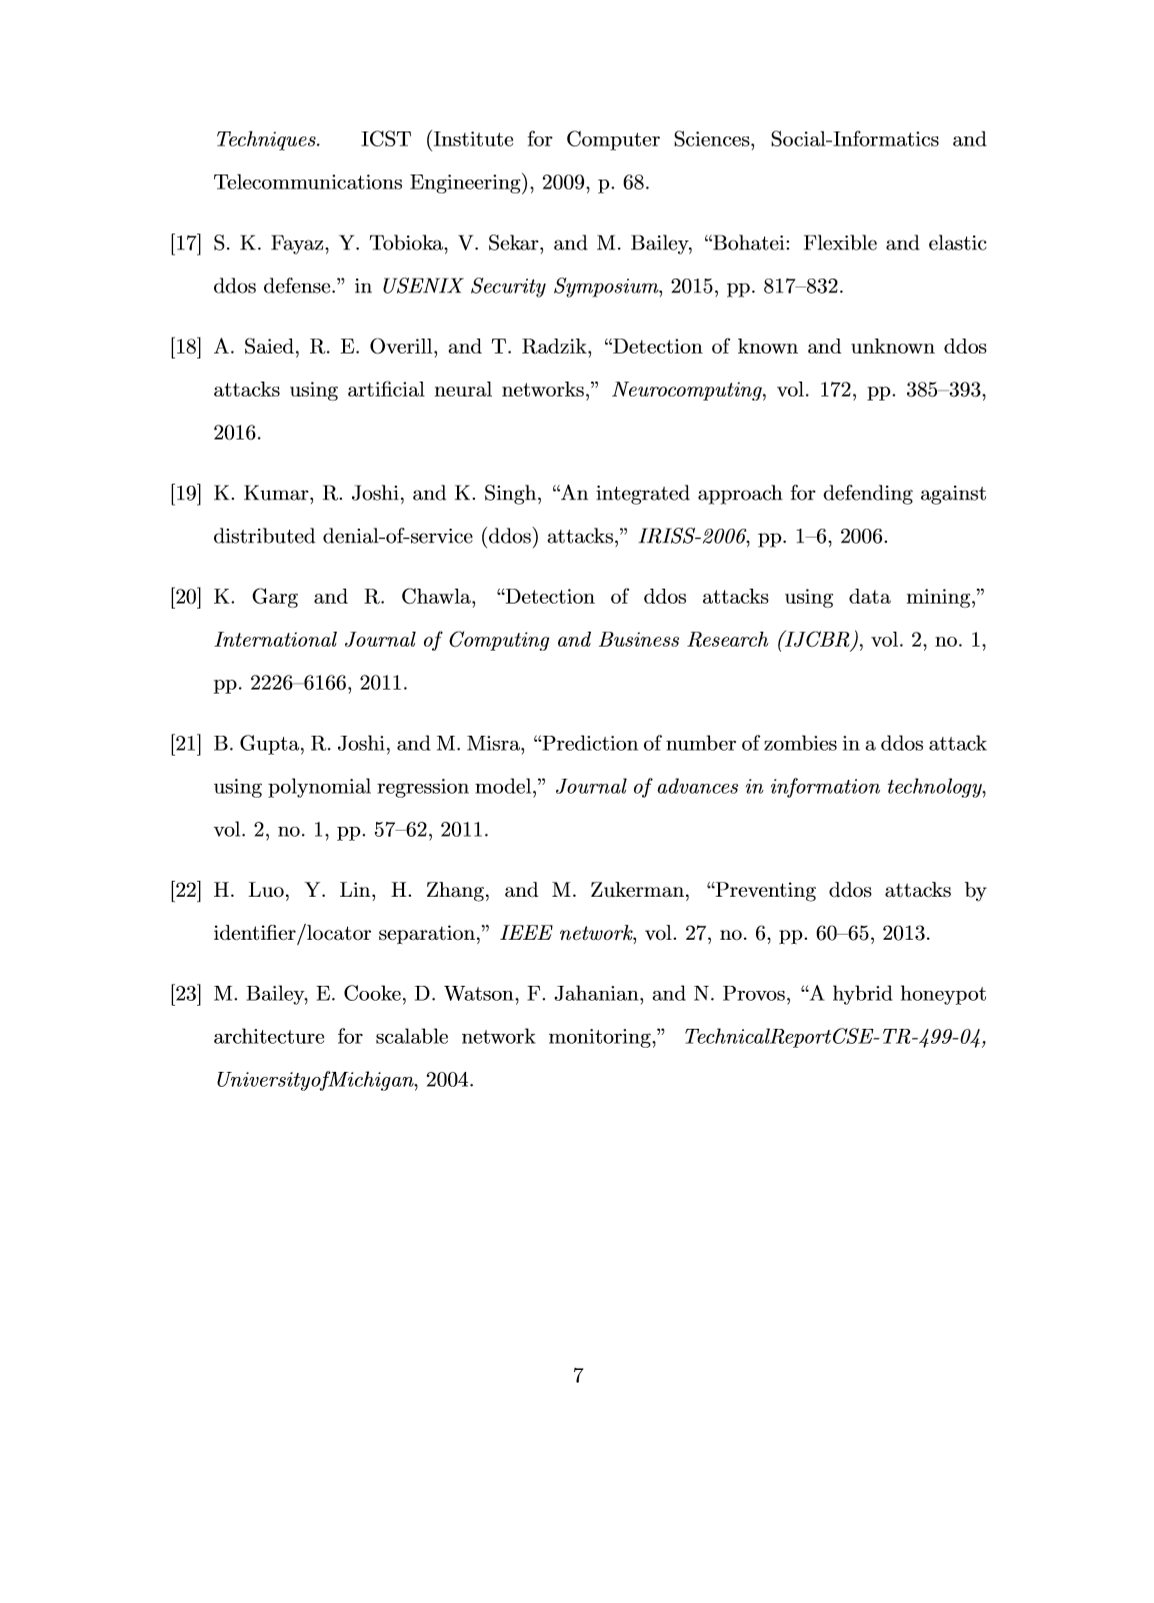 Techniques. ICST (Institute for Computer Sciences, Social-Informatics and
Telecommunications Engineering), 2009, p. 68.
[17] S. K. Fayaz, Y. Tobioka, V. Sekar, and M. Bailey, “Bohatei: Flexible and elastic
ddos defense.” in USENIX Security Symposium, 2015, pp. 817–832.
[18] A. Saied, R. E. Overill, and T. Radzik, “Detection of known and unknown ddos
attacks using artificial neural networks,” Neurocomputing, vol. 172, pp. 385–393,
2016.
[19] K. Kumar, R. Joshi, and K. Singh, “An integrated approach for defending against
distributed denial-of-service (ddos) attacks,” IRISS-2006, pp. 1–6, 2006.
[20] K. Garg and R. Chawla, “Detection of ddos attacks using data mining,”
International Journal of Computing and Business Research (IJCBR), vol. 2, no. 1,
pp. 2226–6166, 2011.
[21] B. Gupta, R. Joshi, and M. Misra, “Prediction of number of zombies in a ddos attack
using polynomial regression model,” Journal of advances in information technology,
vol. 2, no. 1, pp. 57–62, 2011.
[22] H. Luo, Y. Lin, H. Zhang, and M. Zukerman, “Preventing ddos attacks by
identifier/locator separation,” IEEE network, vol. 27, no. 6, pp. 60–65, 2013.
[23] M. Bailey, E. Cooke, D. Watson, F. Jahanian, and N. Provos, “A hybrid honeypot
architecture for scalable network monitoring,” TechnicalReportCSE-TR-499-04,
UniversityofMichigan, 2004.
7